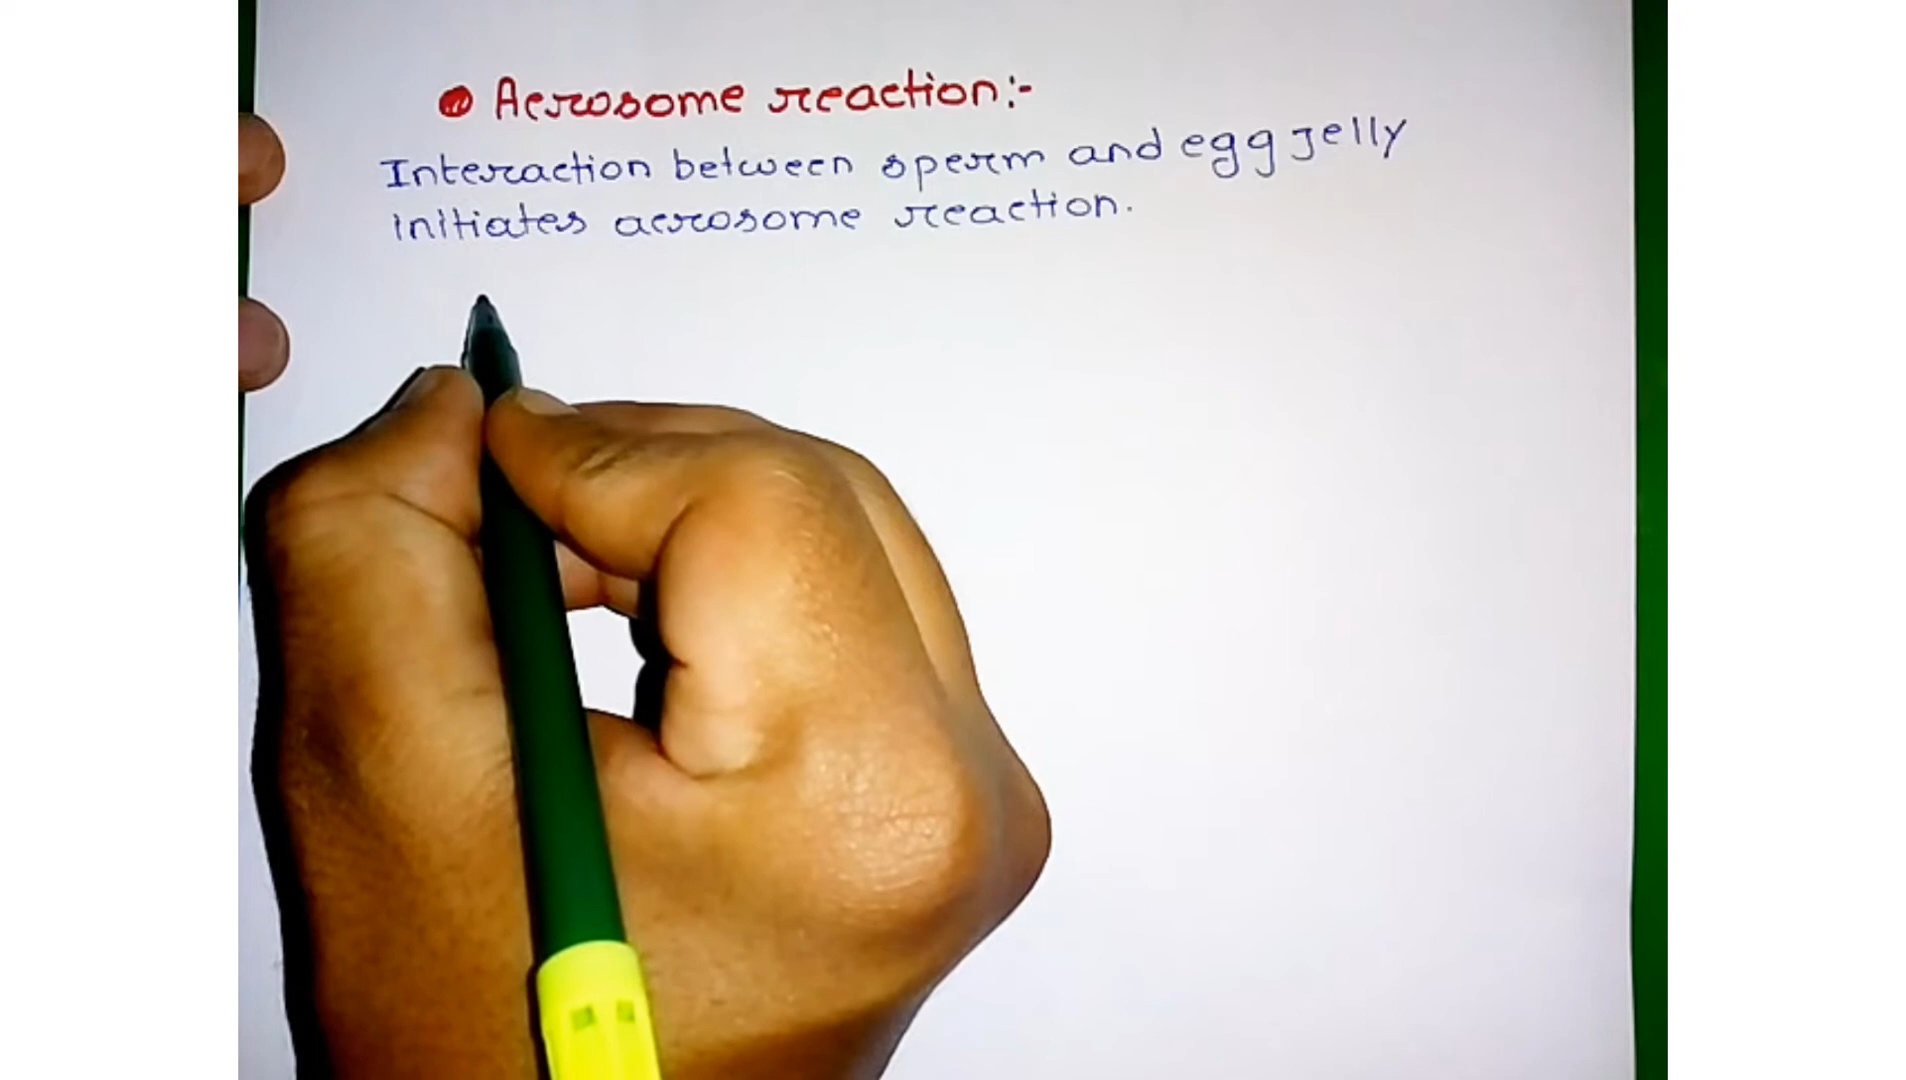 Acrosome reaction:-
Interaction between sperm and egg jelly
initiates acrosome reaction.